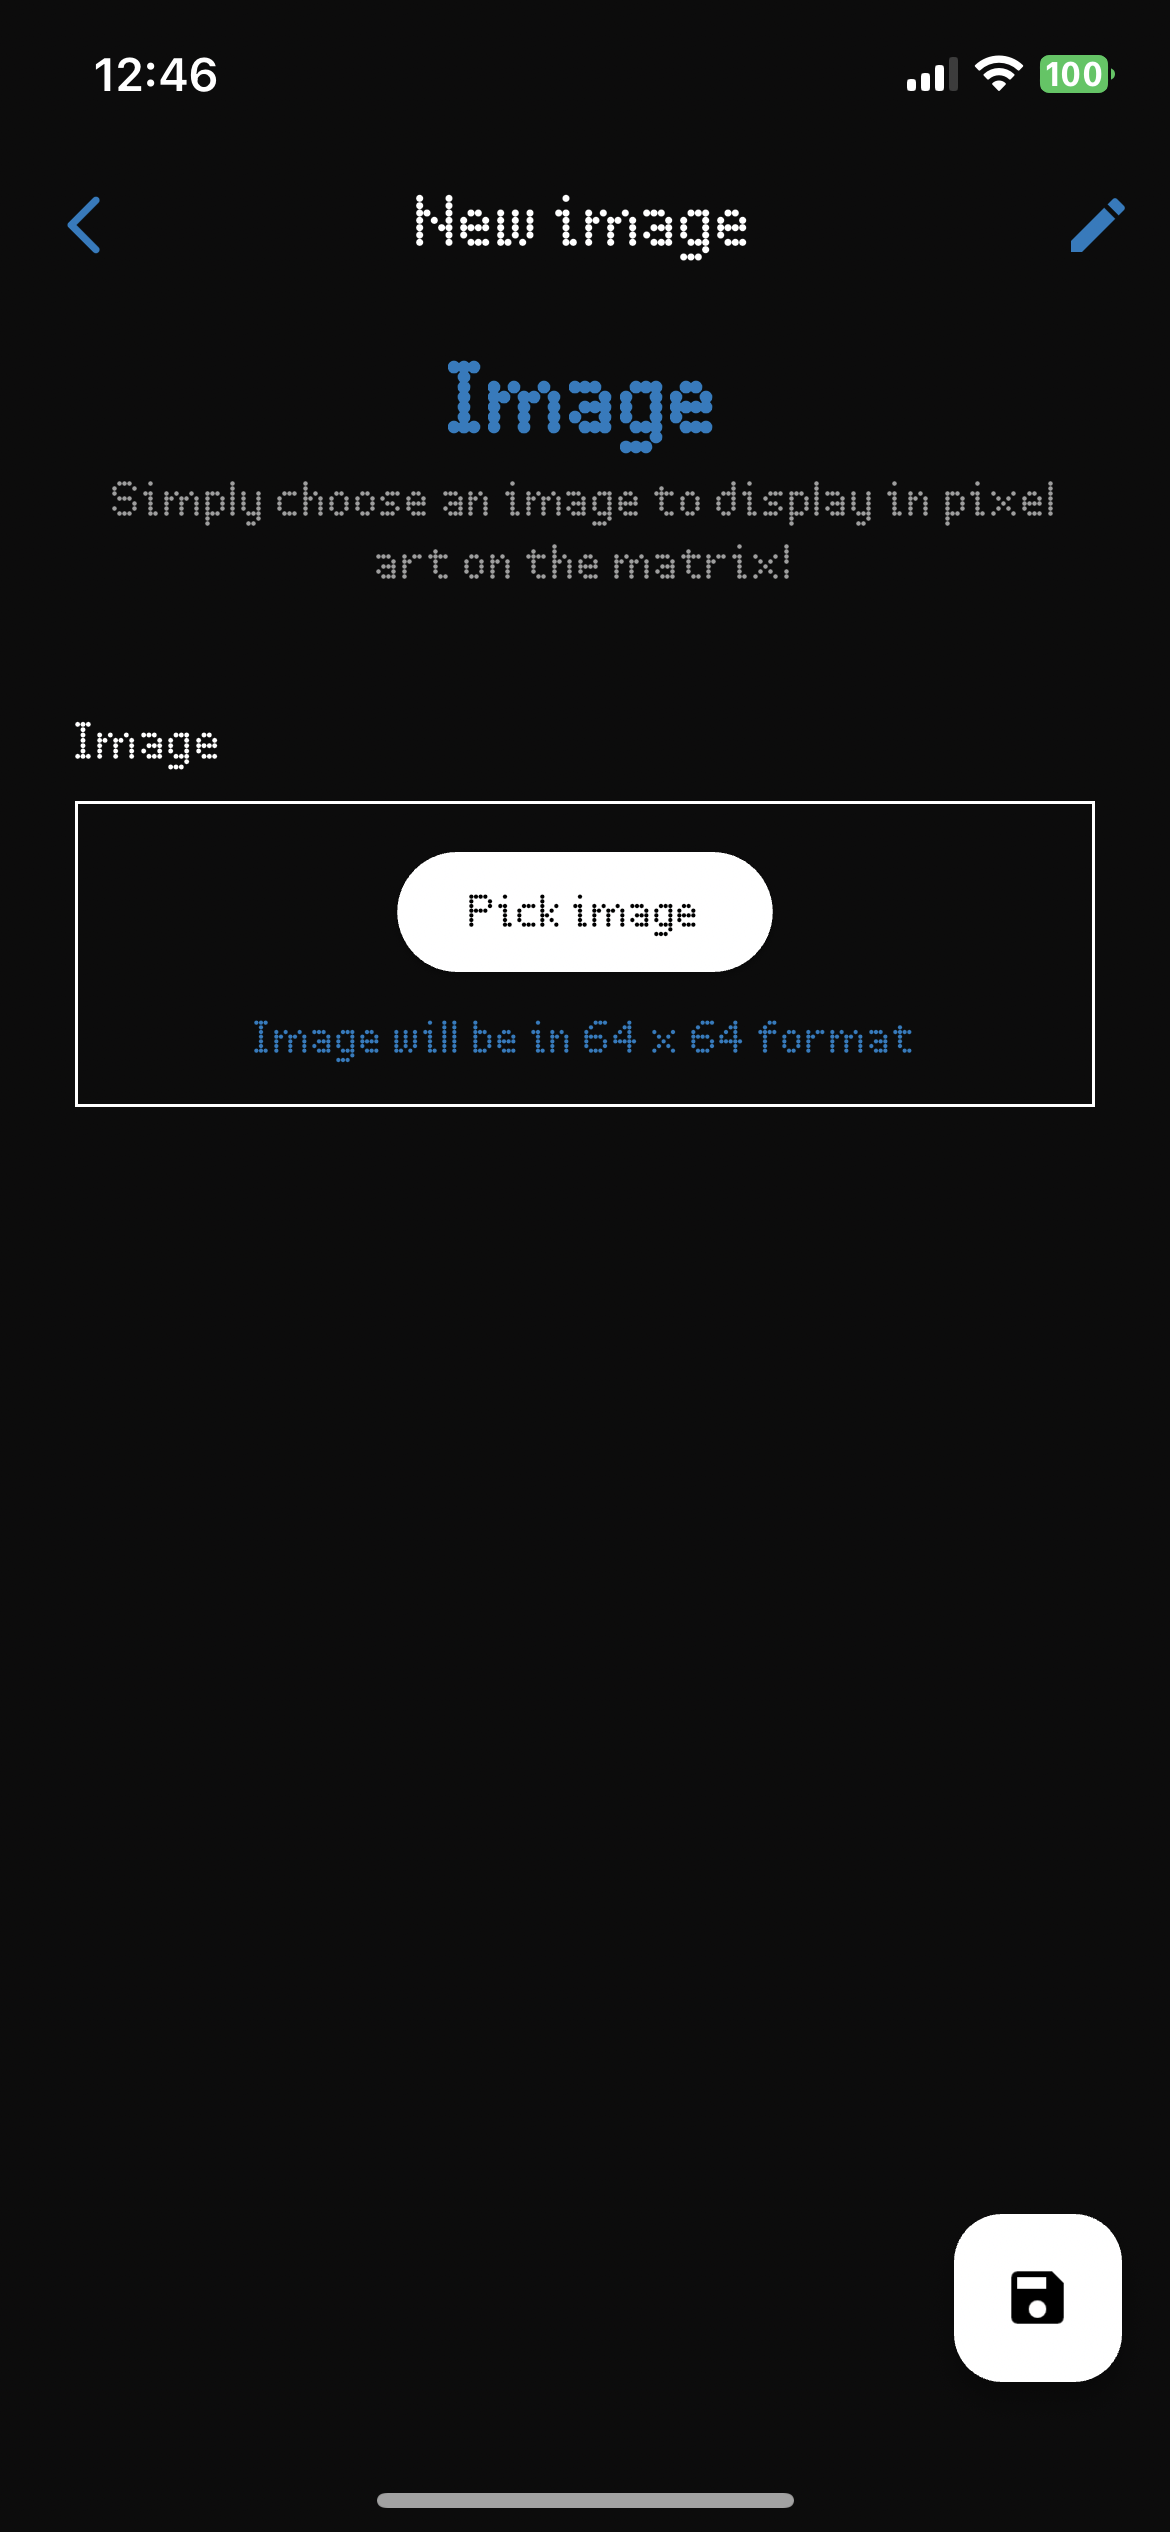 12:46
100
New image
Image
Simply choose an image to display in pixel
art on the matrix!
Image
Pick image
Image will be in 64 x 64 format